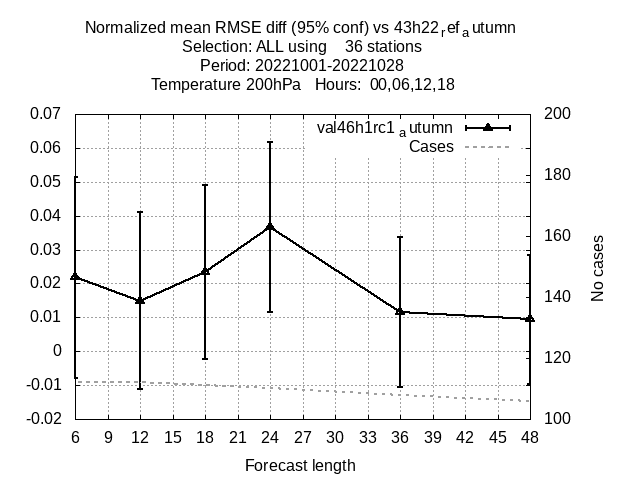 Normalized mean RMSE diff (95% conf) vs 43h22refautumn
Selection: ALL using 36 stations
Period: 20221001-20221028
Temperature 200hPa Hours: 00,06,12,18
0.07
0.06
0.05
0.04
0.03
0.02
0.01
0
-0.01
-0.02
val46h1rc1autumn
Cases
200
180
160
140
120
100
No cases
6 9 12 15 18 21 24 27 30 33 36 39 42 45 48
Forecast length